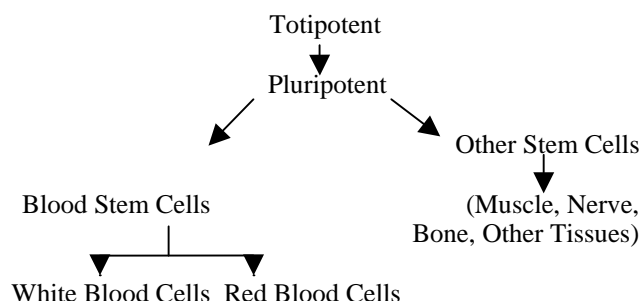 Totipotent
Pluripotent
Other Stem Cells
Blood Stem Cells
(Muscle, Nerve,
Bone, Other Tissues)
White Blood Cells
Red Blood Cells